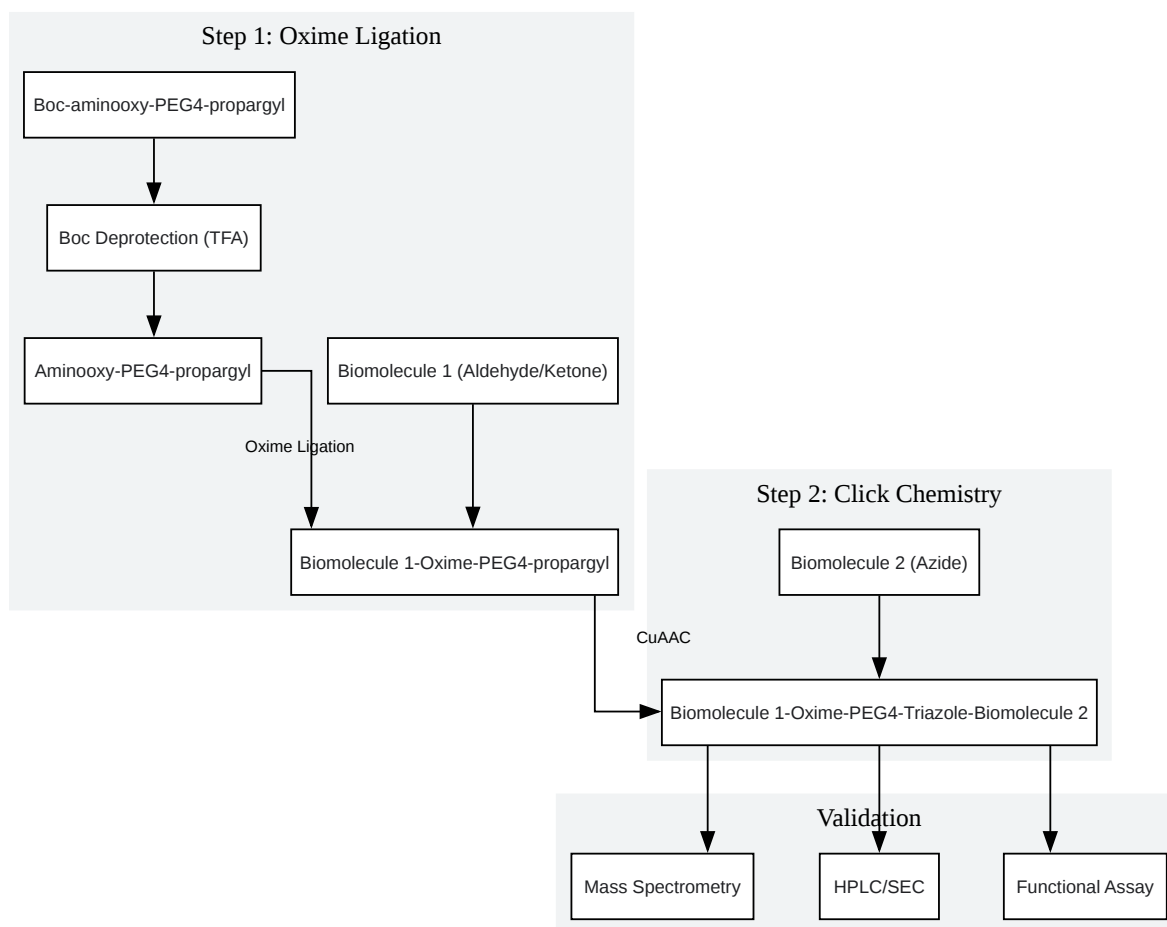 Step 1: Oxime Ligation
Boc-aminooxy-PEG4-propargyl
Boc Deprotection (TFA)
Aminooxy-PEG4-propargyl
Biomolecule 1 (Aldehyde/Ketone)
Oxime Ligation
Biomolecule 1-Oxime-PEG4-propargyl
Step 2: Click Chemistry
Biomolecule 2 (Azide)
CuAAC
Biomolecule 1-Oxime-PEG4-Triazole-Biomolecule 2
Validation
Mass Spectrometry
HPLC/SEC
Functional Assay